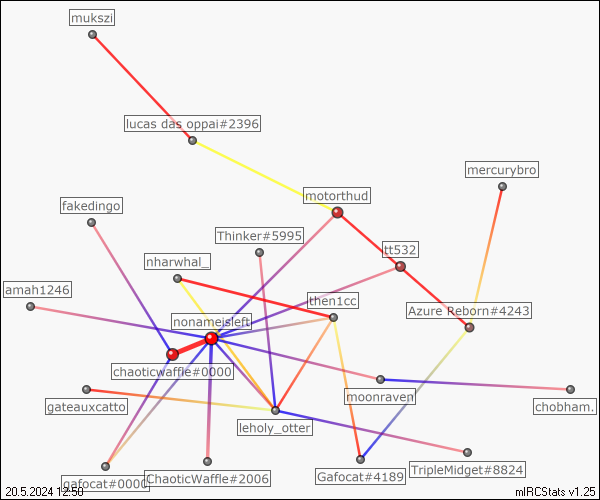 mukszi
lucas das oppai#2396
mercurybro
motorthud
fakedingo
Thinker#5995
tt532
nharwhal_
amah1246
then1cc
Azure Reborn#4243
nonameisleft
chaoticwaffle#0000
moonraven
gateauxcatto
chobham.
leholy_otter
gafocat#0000
ChaoticWaffle#2006
Gafocat#4189
TripleMidget#8824
20.5.2024 12:50
mIRCStats v1.25